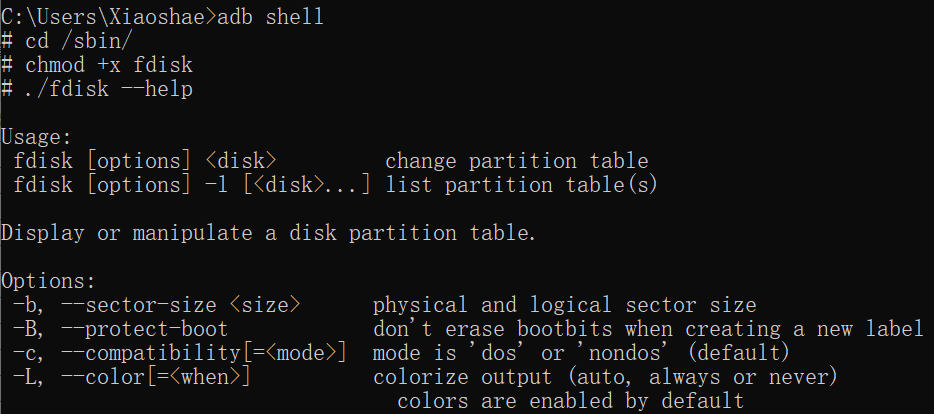 C:\Users\Xiaoshae>adb shell
# cd /sbin/
# chmod +x fdisk
# ./fdisk --help
Usage:
 fdisk [options] <disk>         change partition table
 fdisk [options] -l [<disk>...] list partition table(s)
Display or manipulate a disk partition table.
Options:
-b, --sector-size <size>      physical and logical sector size
-B, --protect-boot            don't erase bootbits when creating a new label
-c, --compatibility[=<mode>]  mode is 'dos' or 'nondos' (default)
-L, --color[=<when>]          colorize output (auto, always or never)
                                colors are enabled by default